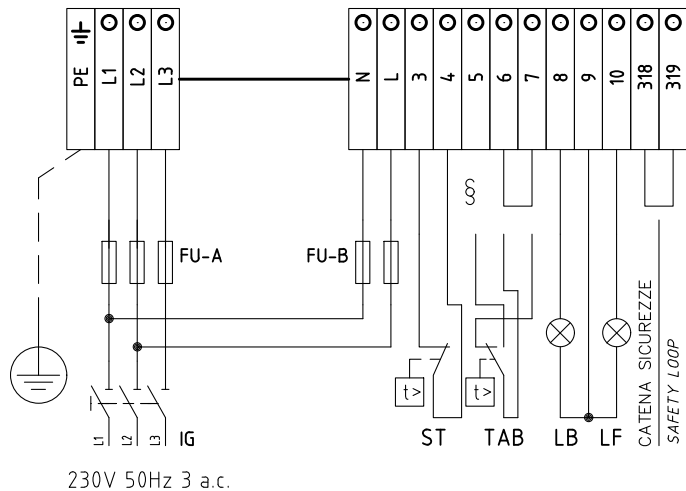 PE L1 L2 L3
N L 3 4 5 6 7 8 9 10 318 319
§
FU-A
FU-B
CATENA SICUREZZE
SAFETY LOOP
t>
t>
L1 L2 L3 IG
ST TAB LB LF
230V 50Hz 3 a.c.